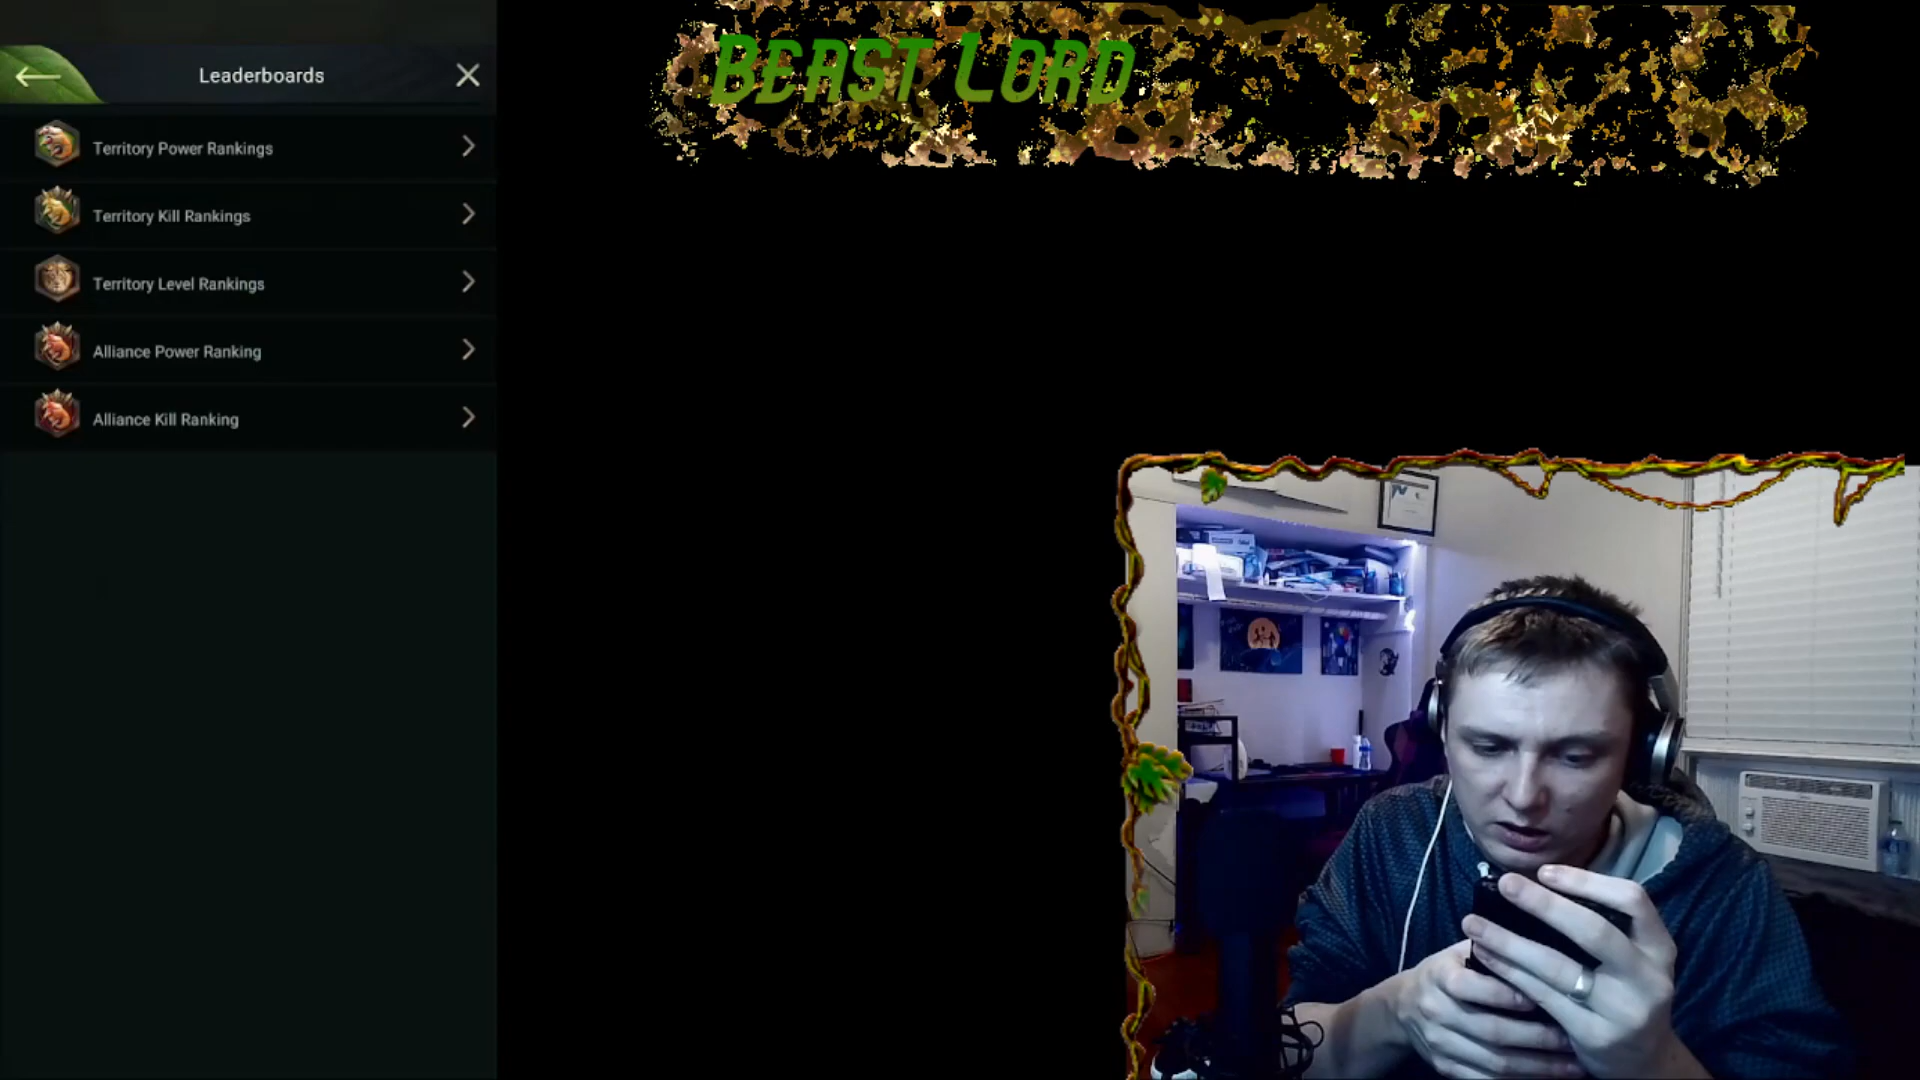 Leaderboards
BEAST LORD
Territory Power Rankings
Territory Kill Rankings
Territory Level Rankings
Alliance Power Ranking
Alliance Kill Ranking